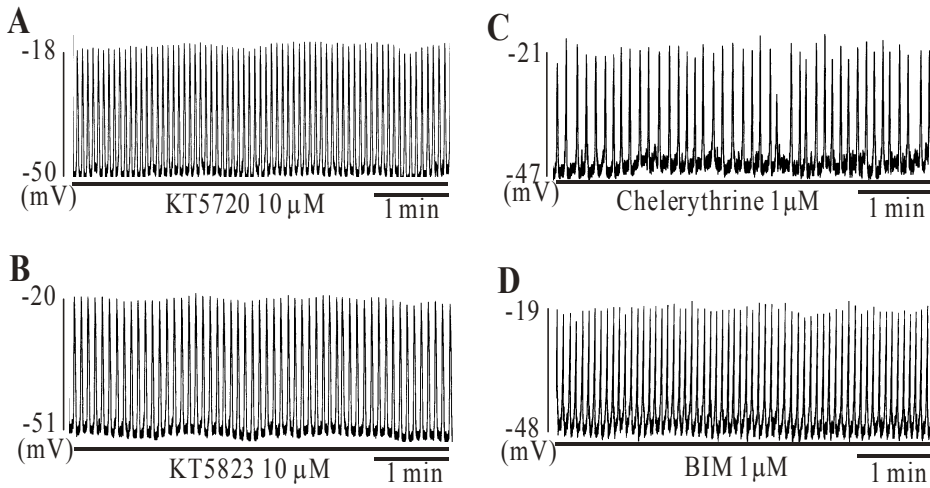 A
-18
-50
(mV)
KT5720 10 μM
1 min
B
-20
-51
(mV)
KT5823 10 μM
1 min
C
-21
-47
(mV)
Chelerythrine 1μM
1 min
D
-19
-48
(mV)
BIM 1μM
1 min